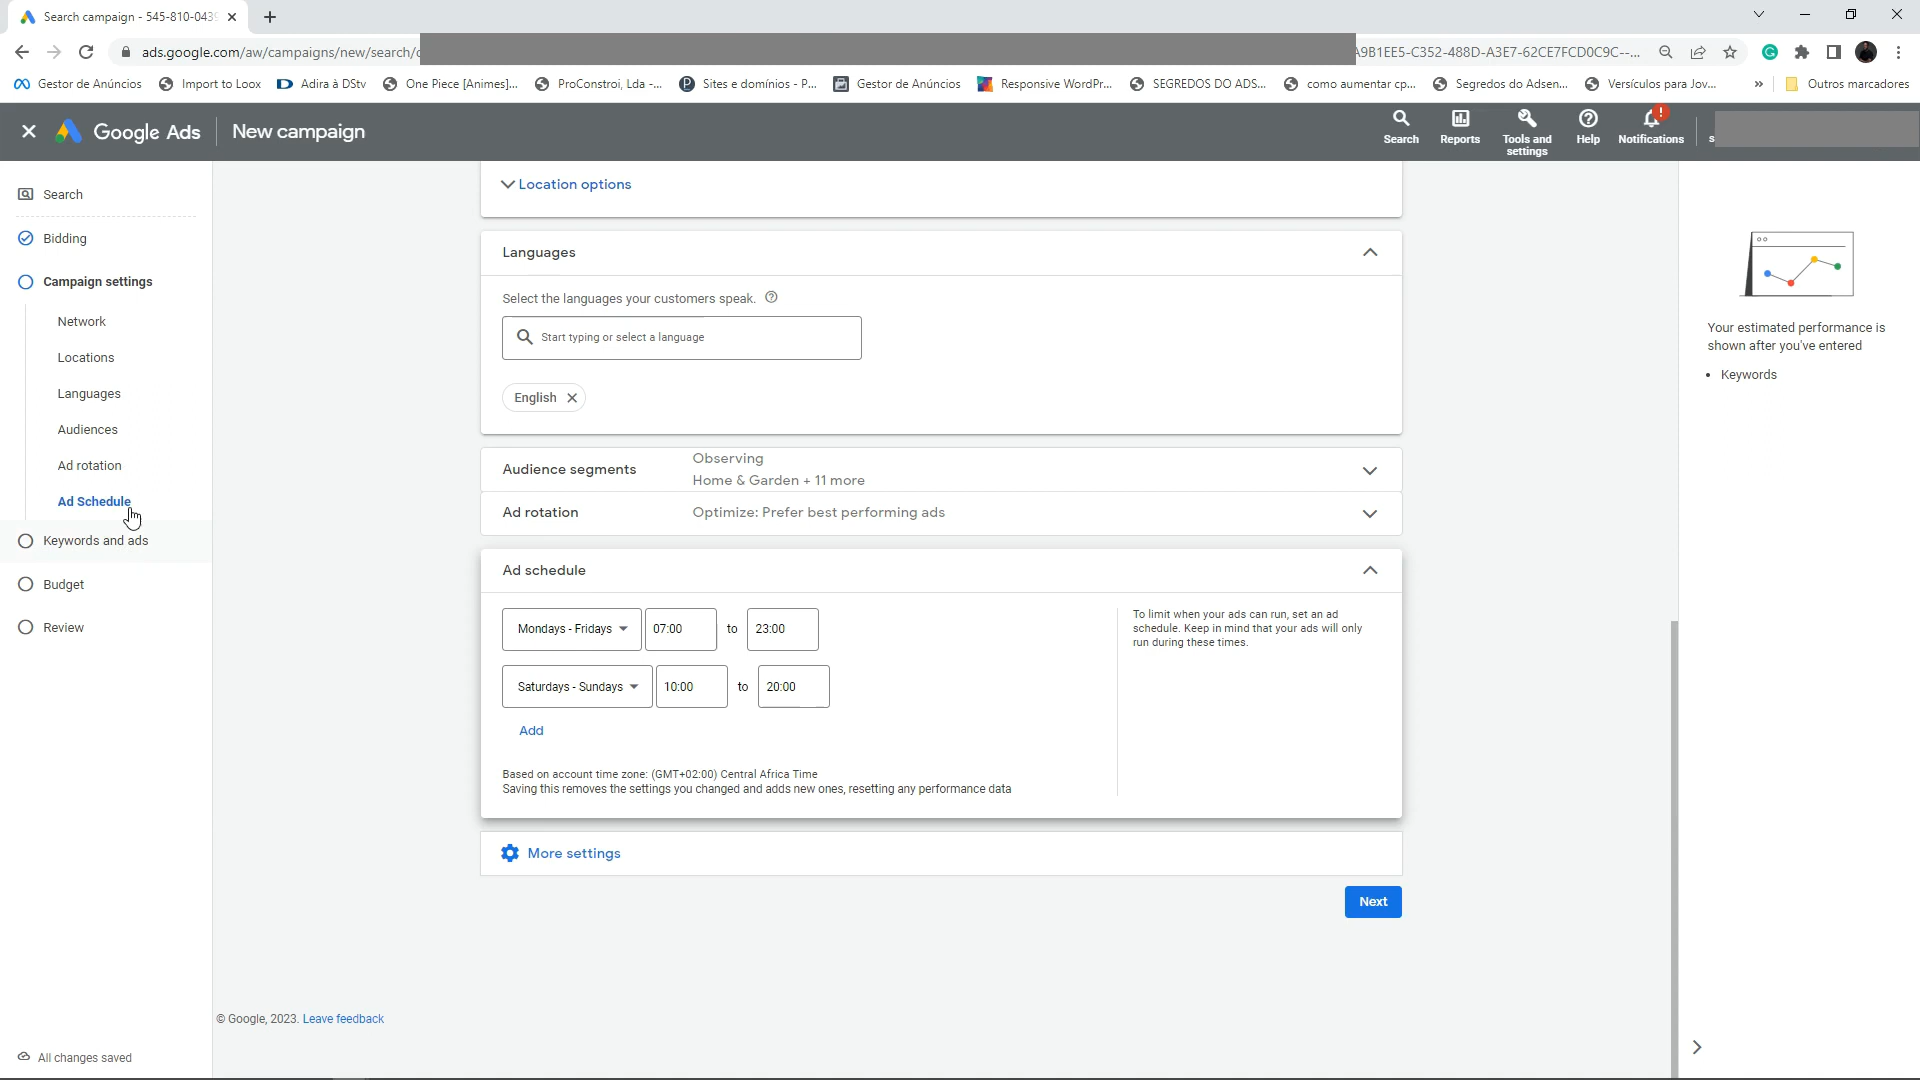 Search campaign - 545-810-0439
ads.google.com/aw/campaigns/new/search/
A9B1EE5-C352-488D-A3E7-62CE7FCD0C9C--...
Gestor de Anúncios Import to Loox Adira à DStv One Piece [Animes]... ProConstroi, Lda -... Sites e domínios - P... Gestor de Anúncios Responsive WordPr... SEGREDOS DO ADS... como aumentar cp... Segredos do Adsen... Versículos para Jov... » Outros marcadores
Google Ads New campaign
Search Reports Tools and settings Help Notifications
Search
Bidding
Campaign settings
Network
Locations
Languages
Audiences
Ad rotation
Ad Schedule
Keywords and ads
Budget
Review
All changes saved
Location options
Languages
Select the languages your customers speak.
Start typing or select a language
English
Audience segments
Observing
Home & Garden + 11 more
Ad rotation Optimize: Prefer best performing ads
Ad schedule
Mondays - Fridays 07:00 to 23:00
Saturdays - Sundays 10:00 to 20:00
Add
Based on account time zone: (GMT+02:00) Central Africa Time
Saving this removes the settings you changed and adds new ones, resetting any performance data
To limit when your ads can run, set an ad
schedule. Keep in mind that your ads will only
run during these times.
More settings
Next
© Google, 2023. Leave feedback
Your estimated performance is
shown after you've entered
• Keywords